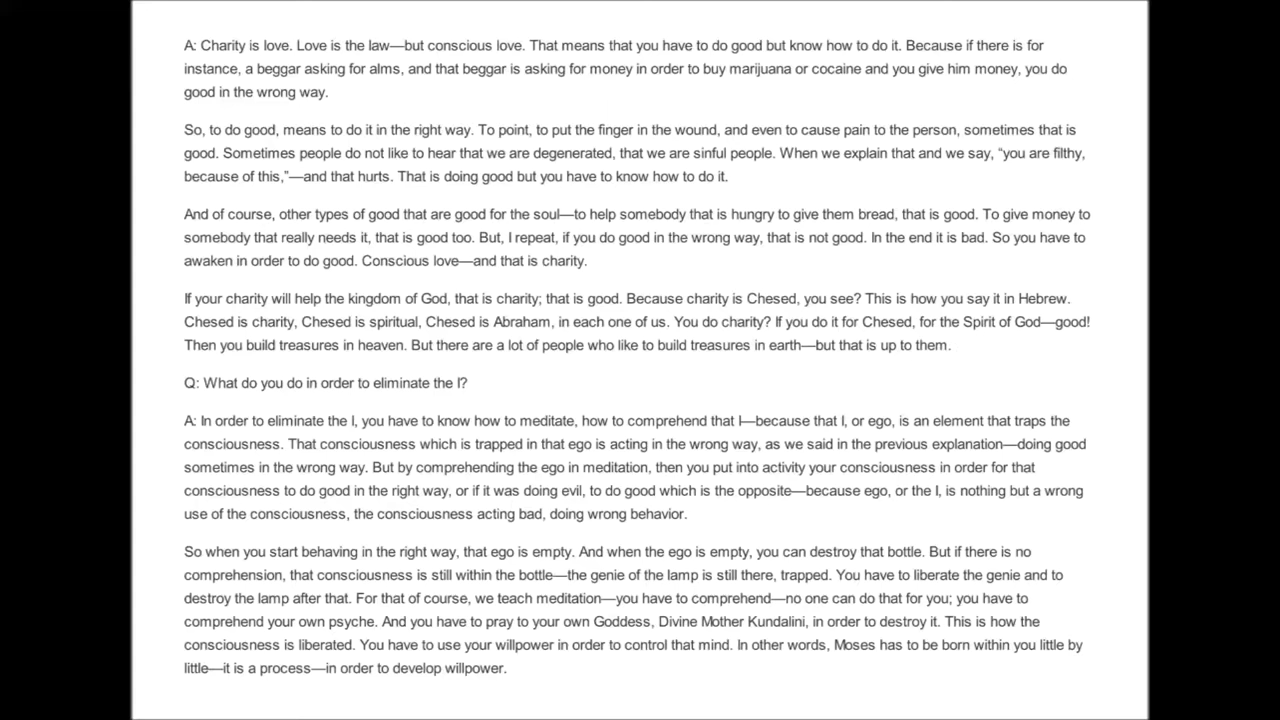 A: Charity is love. Love is the law—but conscious love. That means that you have to do good but know how to do it. Because if there is for
instance, a beggar asking for alms, and that beggar is asking for money in order to buy marijuana or cocaine and you give him money, you do
good in the wrong way.
So, to do good, means to do it in the right way. To point, to put the finger in the wound, and even to cause pain to the person, sometimes that is
good. Sometimes people do not like to hear that we are degenerated, that we are sinful people. When we explain that and we say, “you are filthy,
because of this,”—and that hurts. That is doing good but you have to know how to do it.
And of course, other types of good that are good for the soul—to help somebody that is hungry to give them bread, that is good. To give money to
somebody that really needs it, that is good too. But, I repeat, if you do good in the wrong way, that is not good. In the end it is bad. So you have to
awaken in order to do good. Conscious love—and that is charity.
If your charity will help the kingdom of God, that is charity; that is good. Because charity is Chesed, you see? This is how you say it in Hebrew.
Chesed is charity, Chesed is spiritual, Chesed is Abraham, in each one of us. You do charity? If you do it for Chesed, for the Spirit of God—good!
Then you build treasures in heaven. But there are a lot of people who like to build treasures in earth—but that is up to them.
Q: What do you do in order to eliminate the I?
A: In order to eliminate the I, you have to know how to meditate, how to comprehend that I—because that I, or ego, is an element that traps the
consciousness. That consciousness which is trapped in that ego is acting in the wrong way, as we said in the previous explanation—doing good
sometimes in the wrong way. But by comprehending the ego in meditation, then you put into activity your consciousness in order for that
consciousness to do good in the right way, or if it was doing evil, to do good which is the opposite—because ego, or the I, is nothing but a wrong
use of the consciousness, the consciousness acting bad, doing wrong behavior.
So when you start behaving in the right way, that ego is empty. And when the ego is empty, you can destroy that bottle. But if there is no
comprehension, that consciousness is still within the bottle—the genie of the lamp is still there, trapped. You have to liberate the genie and to
destroy the lamp after that. For that of course, we teach meditation—you have to comprehend—no one can do that for you; you have to
comprehend your own psyche. And you have to pray to your own Goddess, Divine Mother Kundalini, in order to destroy it. This is how the
consciousness is liberated. You have to use your willpower in order to control that mind. In other words, Moses has to be born within you little by
little—it is a process—in order to develop willpower.